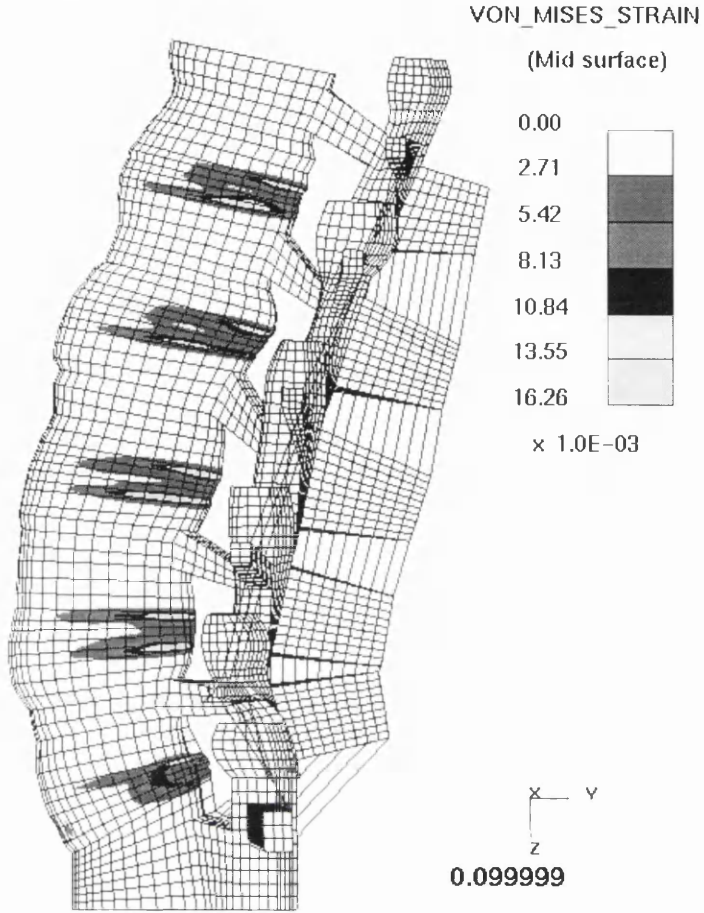 VON_MISES_STRAIN
(Mid surface)
0.00
2.71
5.42
8.13
10.84
13.55
16.26
x 1.0E-03
X Y
Z
0.099999